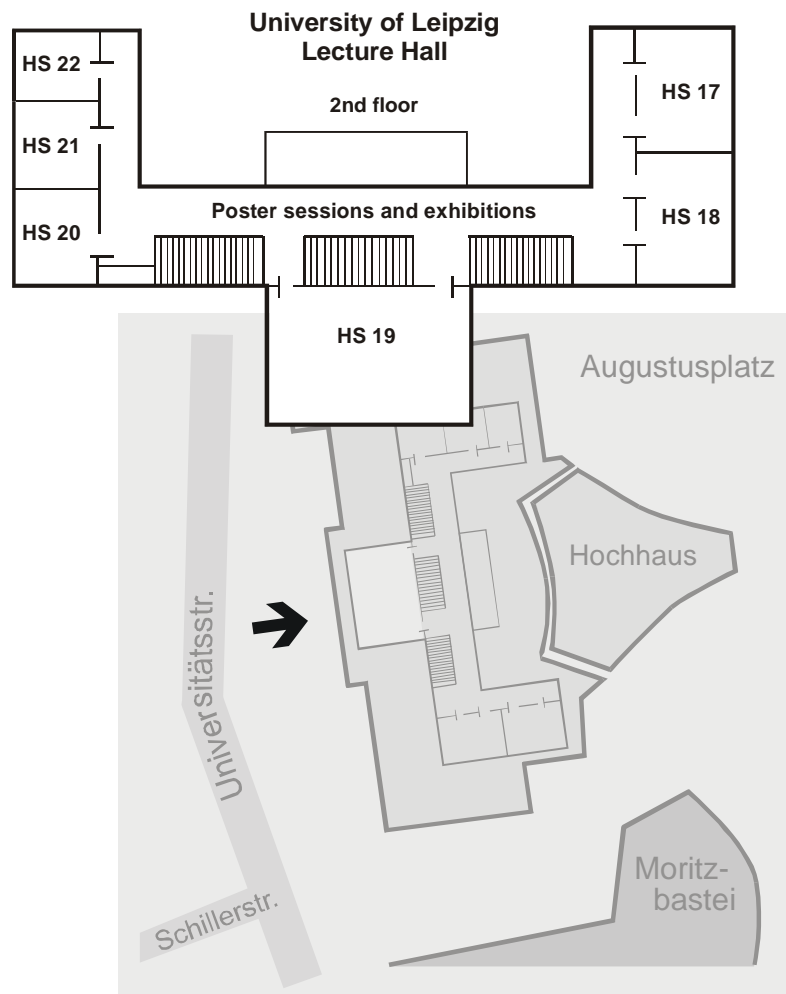 University of Leipzig
Lecture Hall
2nd floor
HS 22
HS 21
HS 20
HS 17
HS 18
Poster sessions and exhibitions
HS 19
Augustusplatz
Hochhaus
Universitätsstr.
Moritz-
bastei
Schillerstr.